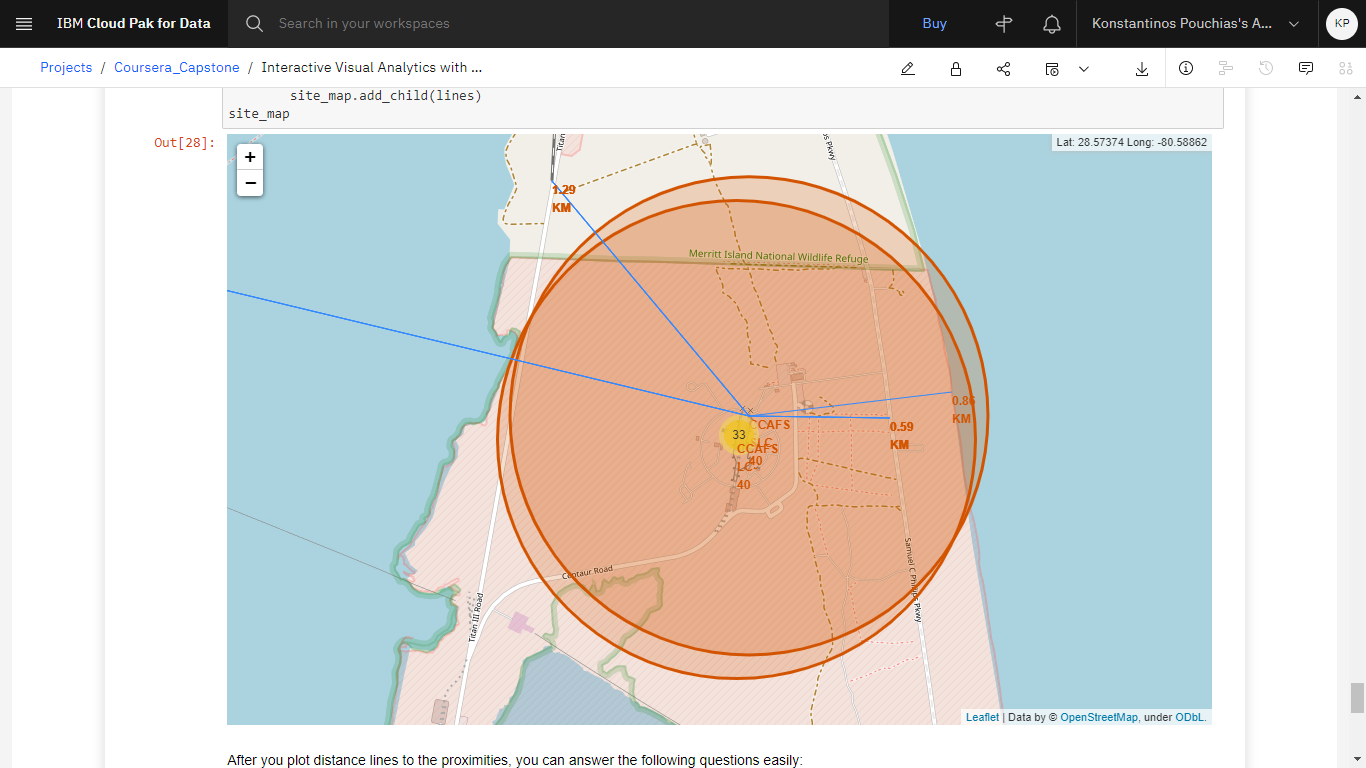 IBM Cloud Pak for Data
Search in your workspaces
Buy
Konstantinos Pouchias's A...
KP
Projects / Coursera_Capstone / Interactive Visual Analytics with ...
site_map.add_child(lines)
site_map
Out[28]:
+
−
Lat: 28.57374 Long: -80.58862
Titan
1.29
KM
Merritt Island National Wildlife Refuge
0.86
KM
0.59
KM
33
CCAFS
SLC
40
CCAFS
LC
40
Centaur Road
Titan III Road
Samuel C Phillips Pkwy
Leaflet | Data by © OpenStreetMap, under ODbL.
After you plot distance lines to the proximities, you can answer the following questions easily: